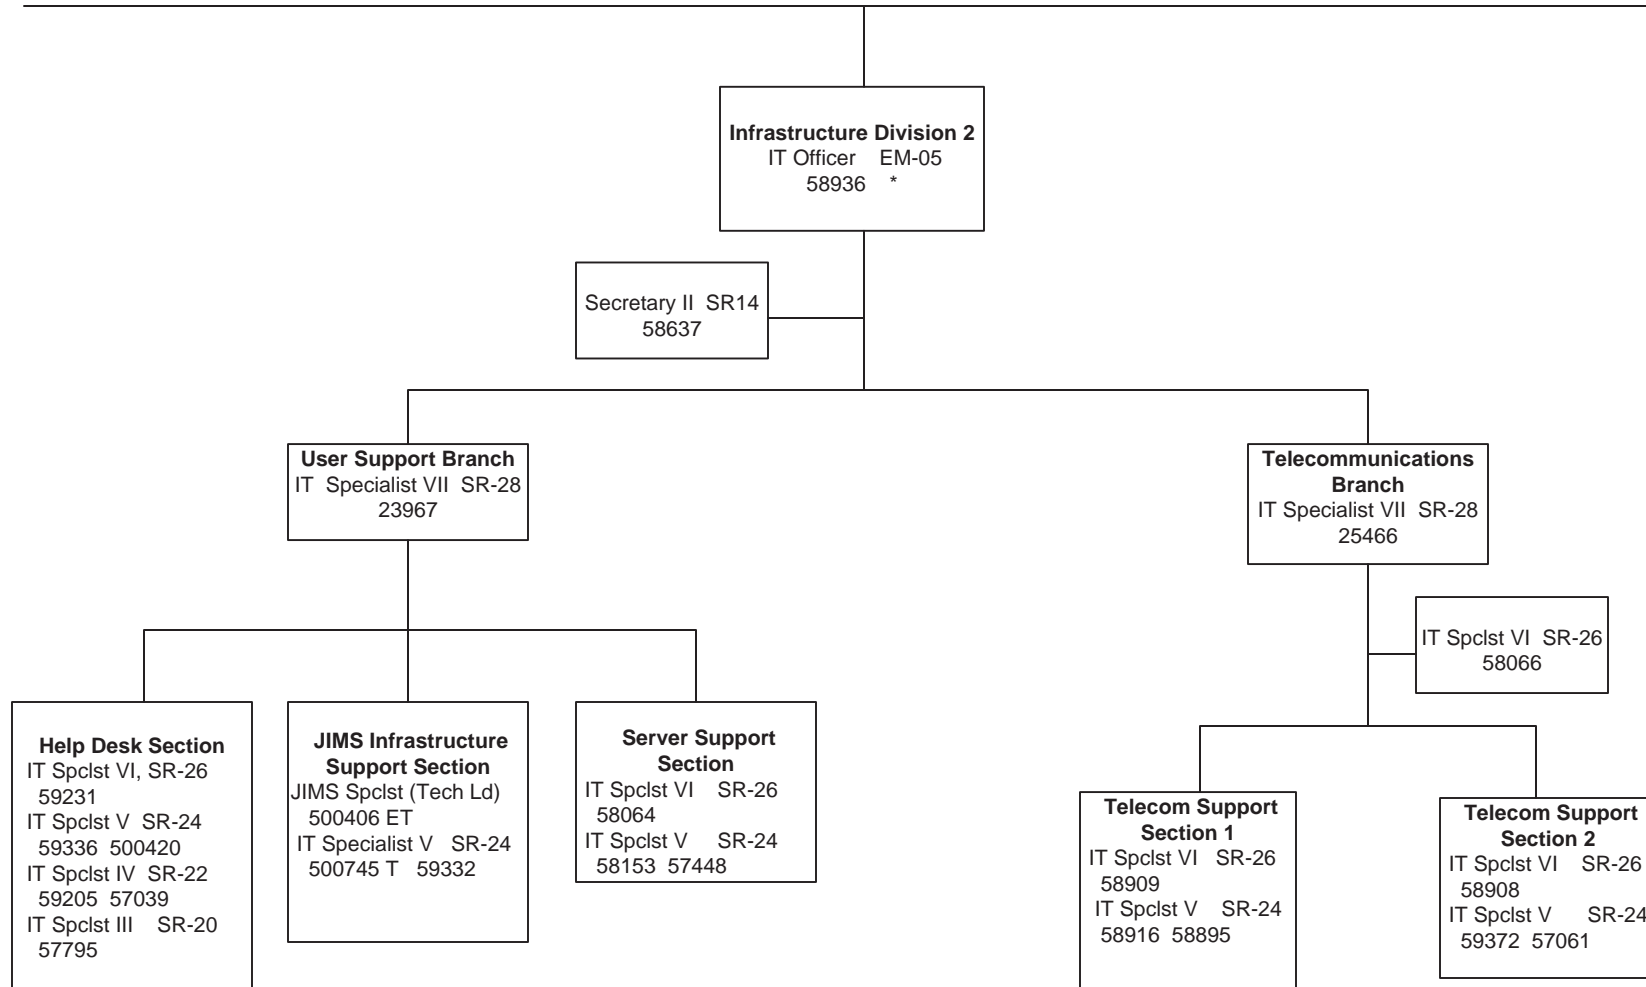 Infrastructure Division 2
IT Officer EM-05
58936 *
Secretary II SR14
58637
User Support Branch
IT Specialist VII SR-28
23967
Telecommunications
Branch
IT Specialist VII SR-28
25466
IT Spclst VI SR-26
58066
Help Desk Section
IT Spclst VI, SR-26
59231
IT Spclst V SR-24
59336 500420
IT Spclst IV SR-22
59205 57039
IT Spclst III SR-20
57795
JIMS Infrastructure
Support Section
JIMS Spclst (Tech Ld)
500406 ET
IT Specialist V SR-24
500745 T 59332
Server Support
Section
IT Spclst VI SR-26
58064
IT Spclst V SR-24
58153 57448
Telecom Support
Section 1
IT Spclst VI SR-26
58909
IT Spclst V SR-24
58916 58895
Telecom Support
Section 2
IT Spclst VI SR-26
58908
IT Spclst V SR-24
59372 57061